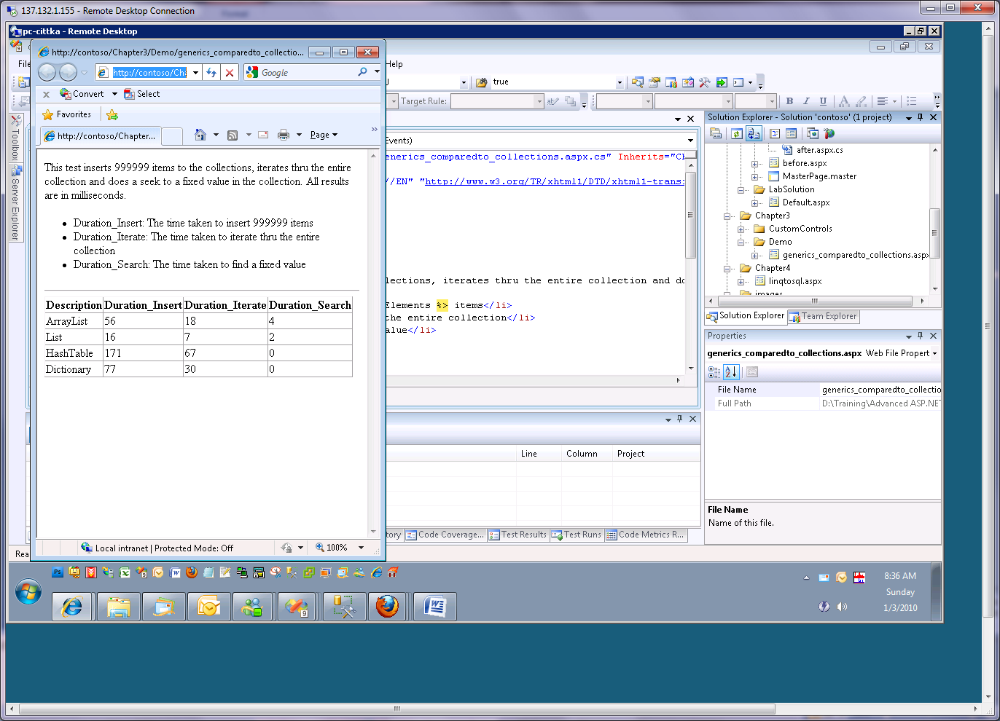 137.132.1.155 - Remote Desktop Connection
pc-cittka - Remote Desktop
http://contoso/Chapter3/Demo/generics_comparedto_collectio...
http://contoso/Ch
Google
Convert
Select
Favorites
http://contoso/Chapter...
Page
This test inserts 999999 items to the collections, iterates thru the entire
collection and does a seek to a fixed value in the collection. All results
are in milliseconds.
Duration_Insert: The time taken to insert 999999 items
Duration_Iterate: The time taken to iterate thru the entire
collection
Duration_Search: The time taken to find a fixed value
Description Duration_Insert Duration_Iterate Duration_Search
ArrayList 56 18 4
List 16 7 2
HashTable 171 67 0
Dictionary 77 30 0
Local intranet | Protected Mode: Off
100%
Fil
Toolbox
Server Explorer
Rea
Help
true
Target Rule:
B I U
Events)
enerics_comparedto_collections.aspx.cs" Inherits="Ch
//EN" "http://www.w3.org/TR/xhtml1/DTD/xhtml1-trans:
lections, iterates thru the entire collection and do
Elements %> items</li>
the entire collection</li>
alue</li>
Line Column Project
tory
Code Coverage...
Test Results
Test Runs
Code Metrics R...
Solution Explorer - Solution 'contoso' (1 project)
after.aspx.cs
before.aspx
MasterPage.master
LabSolution
Default.aspx
Chapter3
CustomControls
Demo
generics_comparedto_collections.asp
Chapter4
linqtosql.aspx
images
Solution Explorer
Team Explorer
Properties
generics_comparedto_collections.aspx Web File Propert
File Name generics_comparedto_collectio
Full Path D:\Training\Advanced ASP.NET
File Name
Name of this file.
8:36 AM
Sunday
1/3/2010